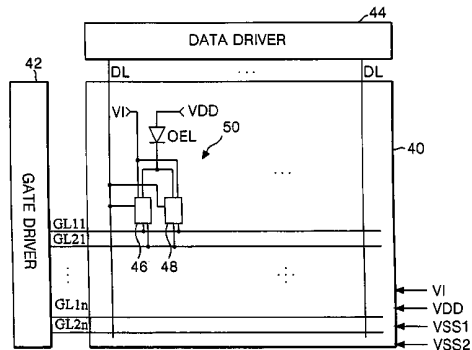 44
DATA DRIVER
42
DL ... DL
VI VDD
50
OEL
40
GATE DRIVER
GL11
GL21
46 48
VI
VDD
GL1n
VSS1
GL2n
VSS2